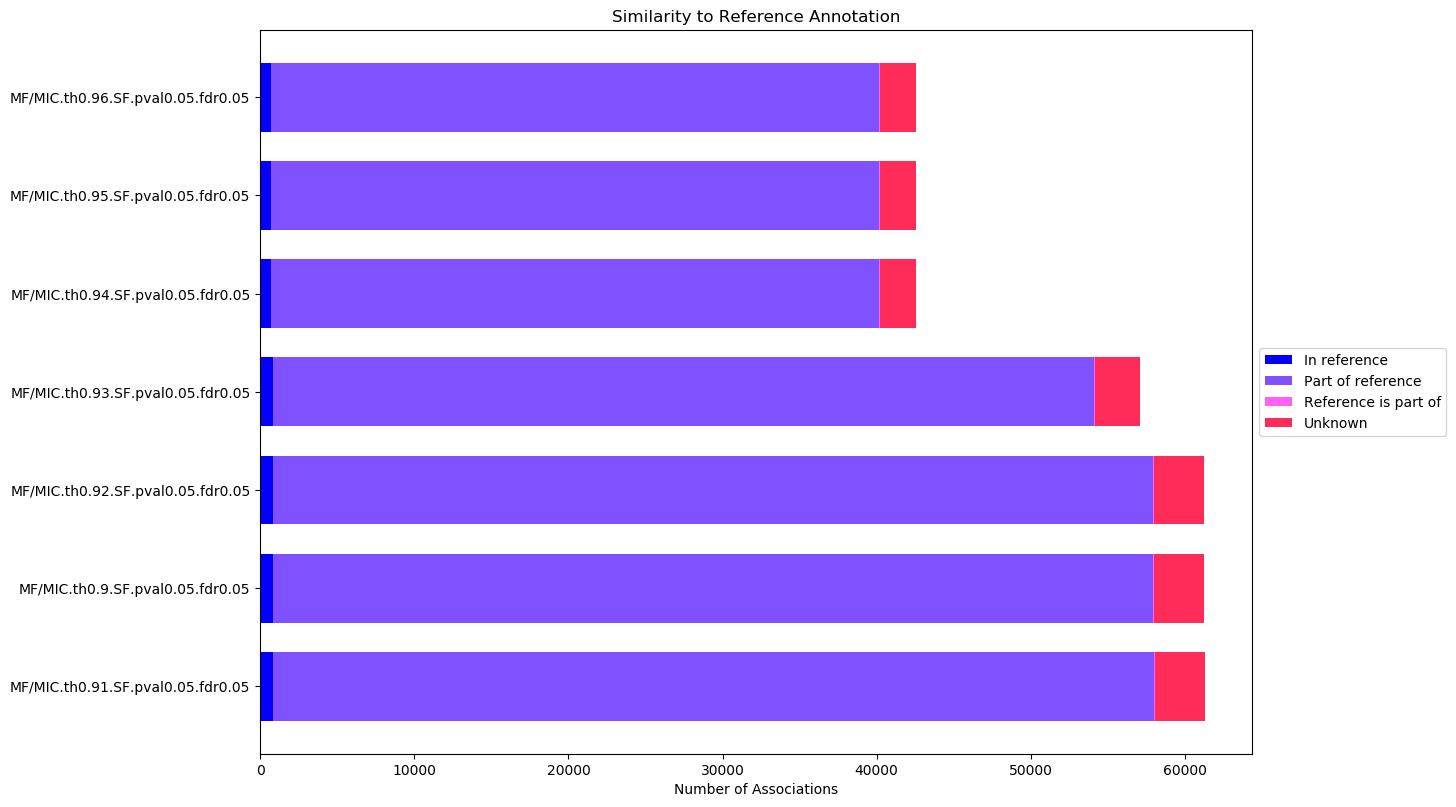 Similarity to Reference Annotation
MF/MIC.th0.96.SF.pval0.05.fdr0.05
MF/MIC.th0.95.SF.pval0.05.fdr0.05
MF/MIC.th0.94.SF.pval0.05.fdr0.05
MF/MIC.th0.93.SF.pval0.05.fdr0.05
MF/MIC.th0.92.SF.pval0.05.fdr0.05
MF/MIC.th0.9.SF.pval0.05.fdr0.05
MF/MIC.th0.91.SF.pval0.05.fdr0.05
0 10000 20000 30000 40000 50000 60000
Number of Associations
In reference
Part of reference
Reference is part of
Unknown